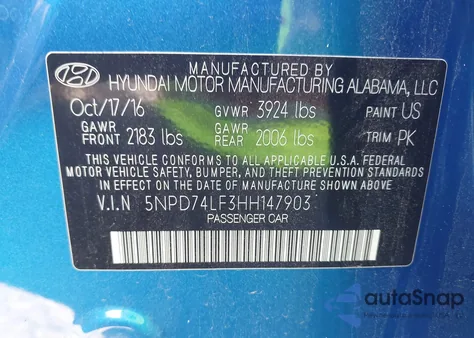 MANUFACTURED BY
HYUNDAI MOTOR MANUFACTURING ALABAMA, LLC
Oct/17/16 GVWR 3924 lbs PAINT US
GAWR FRONT 2183 lbs GAWR REAR 2006 lbs TRIM PK
THIS VEHICLE CONFORMS TO ALL APPLICABLE U.S.A. FEDERAL
MOTOR VEHICLE SAFETY, BUMPER, AND THEFT PREVENTION STANDARDS
IN EFFECT ON THE DATE OF MANUFACTURE SHOWN ABOVE.
V.I.N 5NPD74LF3HH147903
PASSENGER CAR
autoSnap